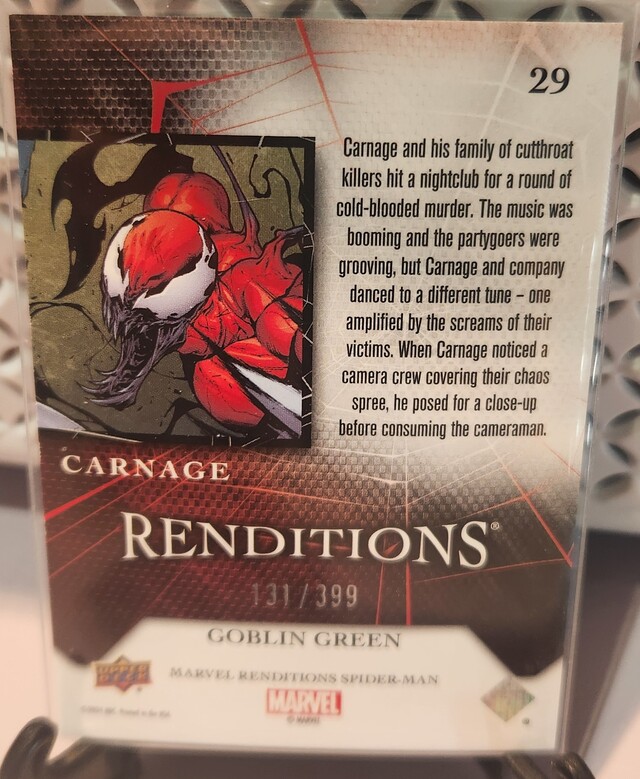 29
Carnage and his family of cutthroat
killers hit a nightclub for a round of
cold-blooded murder. The music was
booming and the partygoers were
grooving, but Carnage and company
danced to a different tune – one
amplified by the screams of their
victims. When Carnage noticed a
camera crew covering their chaos
spree, he posed for a close-up
before consuming the cameraman.
CARNAGE
RENDITIONS®
131/399
GOBLIN GREEN
UPPER DECK
MARVEL RENDITIONS SPIDER-MAN
MARVEL
© MARVEL